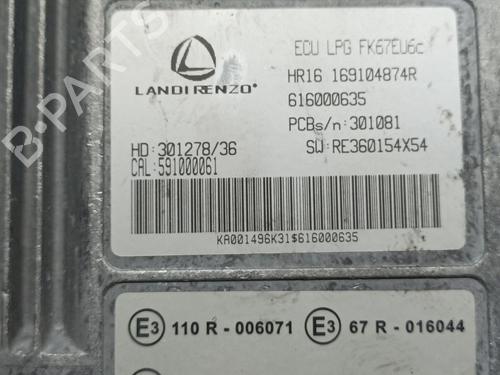 ECU LPG FK67EU6c
LANDIRENZO®
HR16 169104874R
616000635
PCBs/n:301081
HD:301278/36
SW:RE360154X54
CAL:591000061
KA001496K31$616000635
E3 110 R - 006071
E3 67 R - 016044